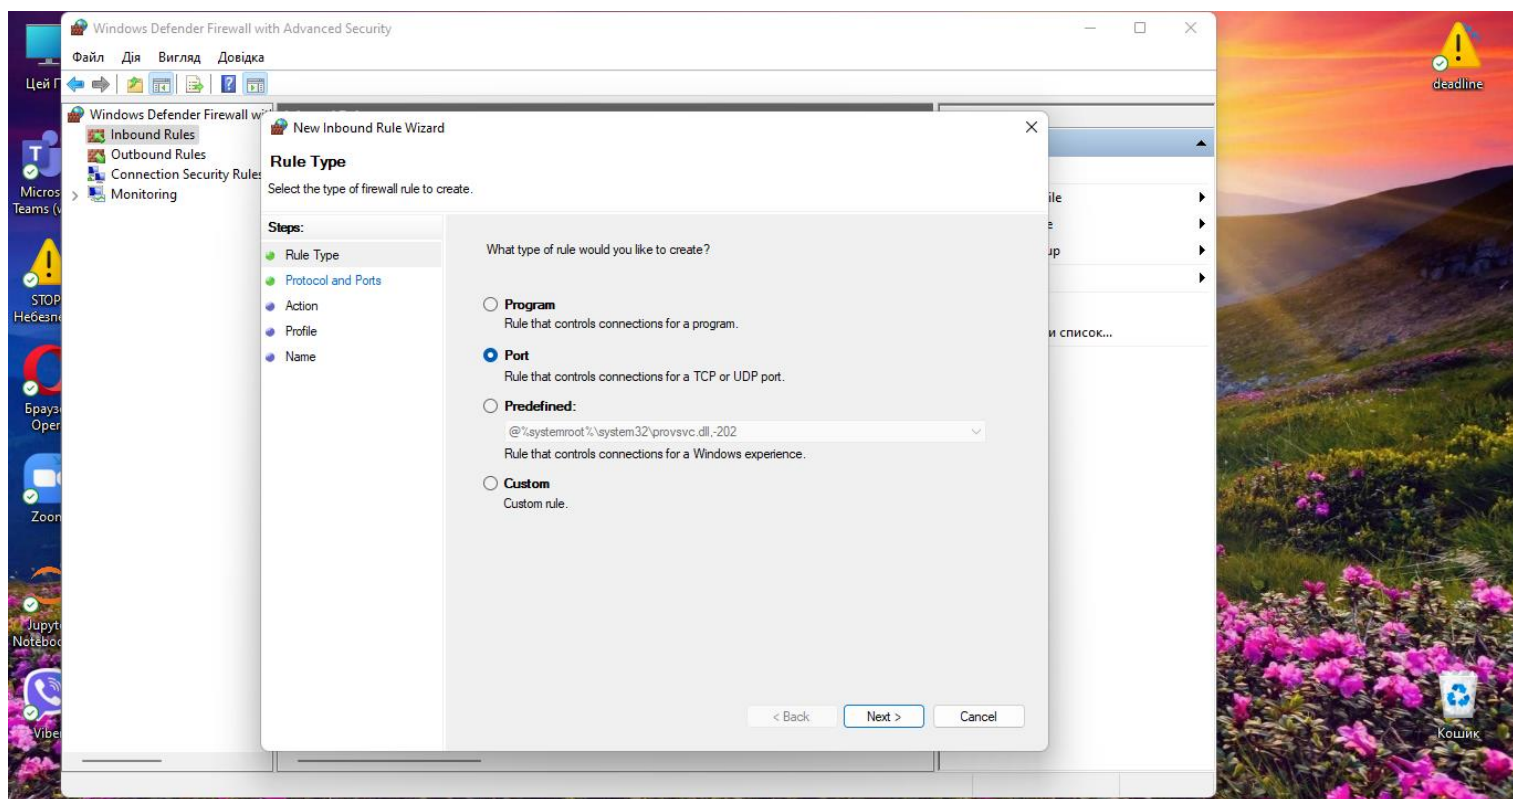 Windows Defender Firewall with Advanced Security
Файл Дія Вигляд Довідка
Цей П
deadline
Windows Defender Firewall wit
Inbound Rules
Outbound Rules
Connection Security Rules
Monitoring
New Inbound Rule Wizard
Rule Type
Select the type of firewall rule to create.
Steps:
Rule Type
Protocol and Ports
Action
Profile
Name
What type of rule would you like to create?
Program
Rule that controls connections for a program.
Port
Rule that controls connections for a TCP or UDP port.
Predefined:
@%systemroot%\system32\provsvc.dll,-202
Rule that controls connections for a Windows experience.
Custom
Custom rule.
< Back Next > Cancel
ile
e
up
и список...
Micros
Teams (
STOP
Небезпе
Брауз
Oper
Zoom
Jupyt
Noteboo
Viber
Кошик